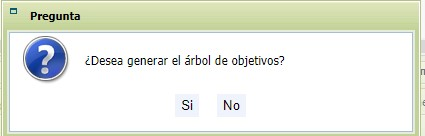 Pregunta
¿Desea generar el árbol de objetivos?
Si No